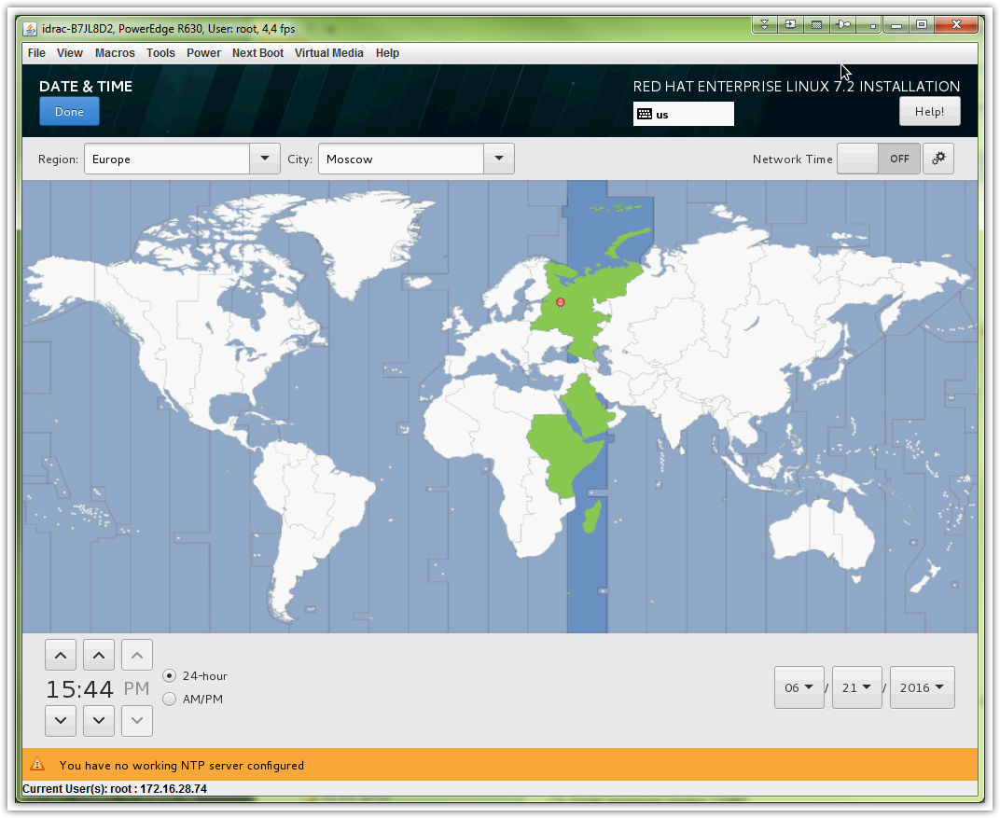 idrac-B7JL8D2, PowerEdge R630, User: root, 4,4 fps
File View Macros Tools Power Next Boot Virtual Media Help
DATE & TIME
RED HAT ENTERPRISE LINUX 7.2 INSTALLATION
Done
us
Help!
Region: Europe City: Moscow Network Time OFF
15:44 PM
24-hour
AM/PM
06 / 21 / 2016
You have no working NTP server configured
Current User(s): root : 172.16.28.74